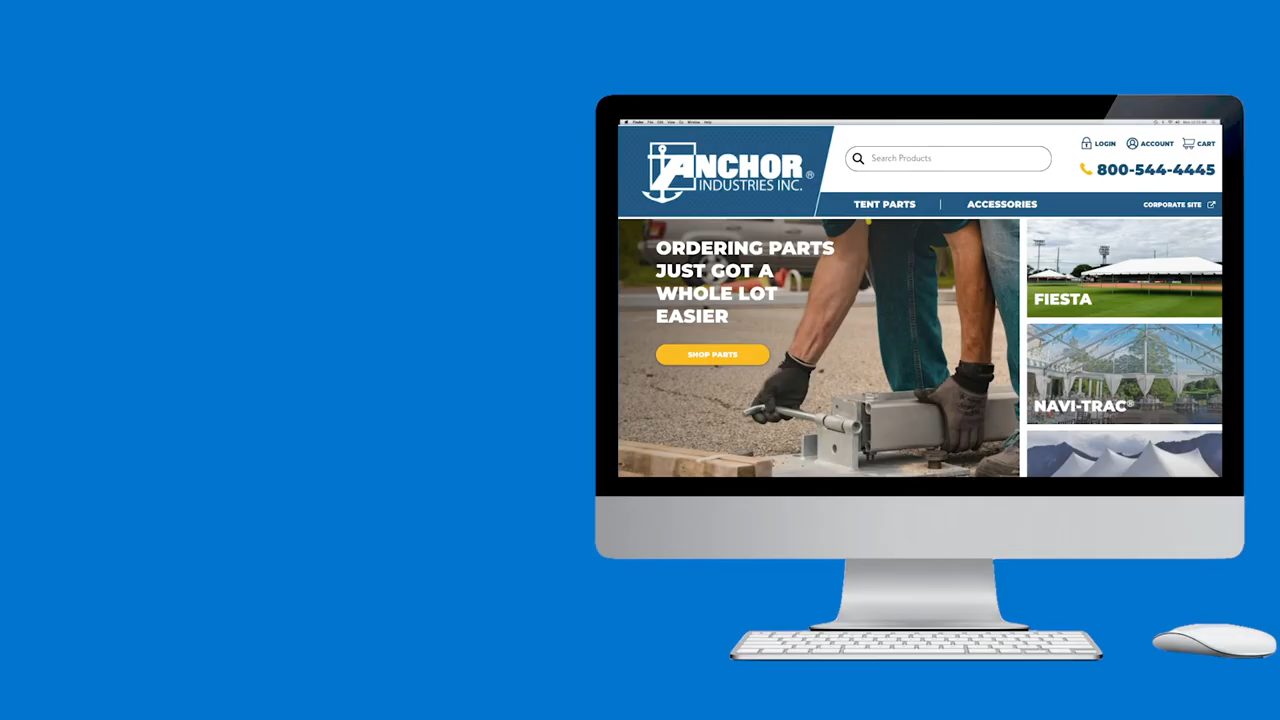 ANCHOR®
INDUSTRIES INC.
Search Products
LOGIN
ACCOUNT
CART
800-544-4445
TENT PARTS
ACCESSORIES
CORPORATE SITE
ORDERING PARTS
JUST GOT A
WHOLE LOT
EASIER
SHOP PARTS
FIESTA
NAVI-TRAC®